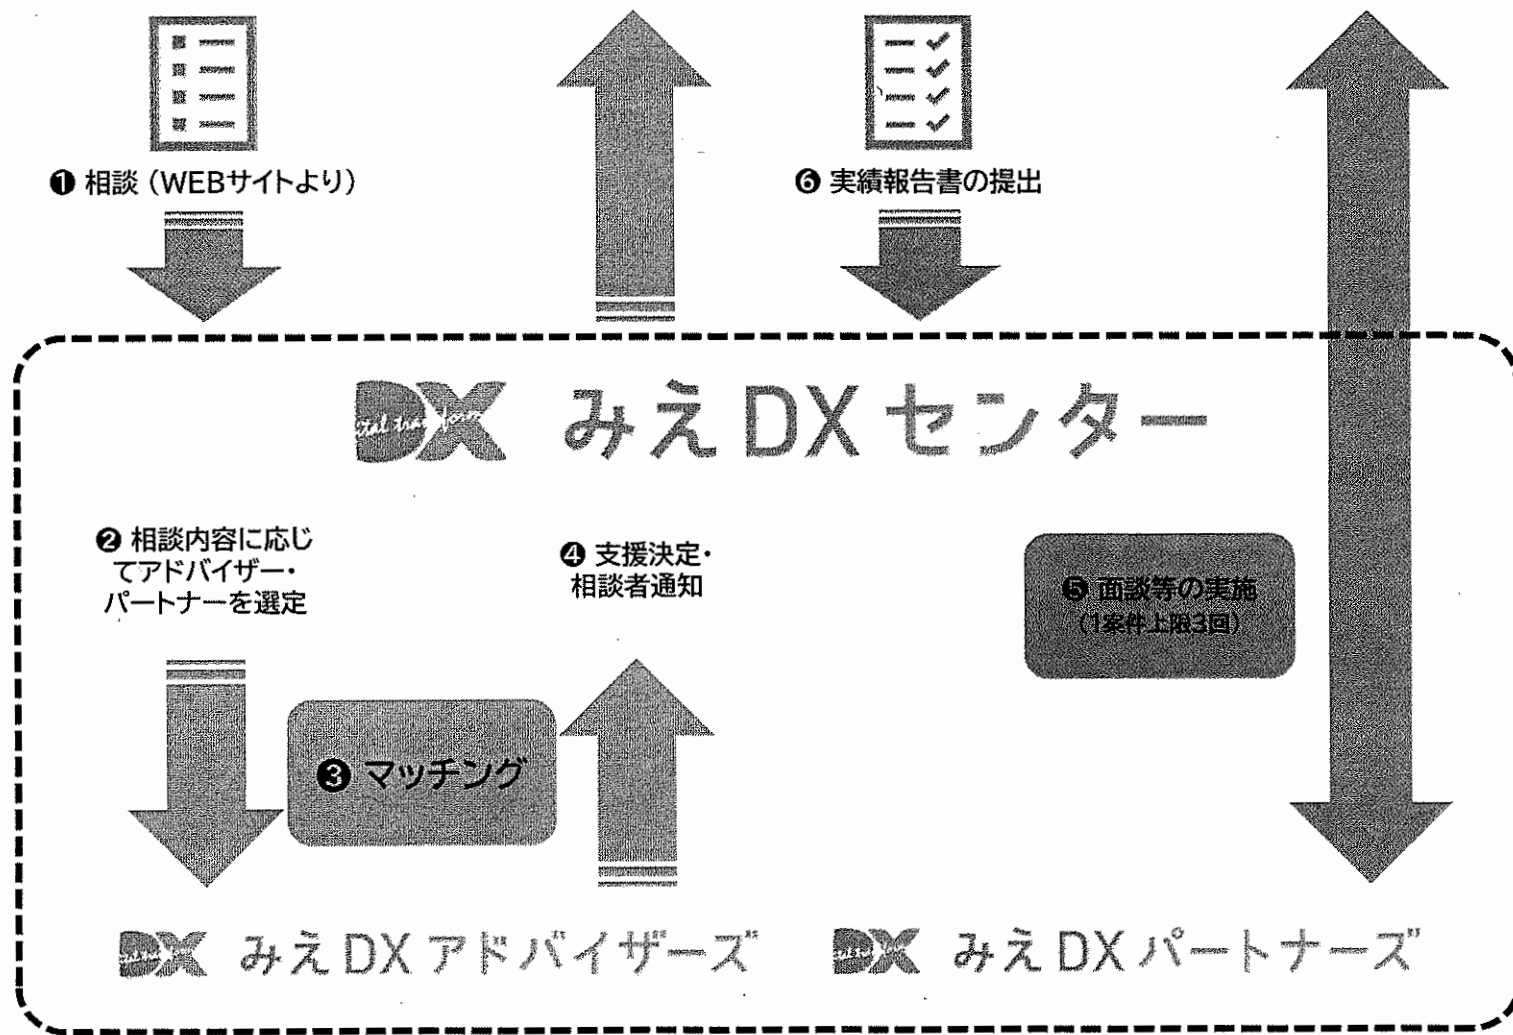 ❶ 相談（WEBサイトより）
❻ 実績報告書の提出
DX みえDXセンター
❷ 相談内容に応じ
てアドバイザー・
パートナーを選定
❹ 支援決定・
相談者通知
❺ 面談等の実施
（1案件上限3回）
❸ マッチング
DX みえDXアドバイザーズ
DX みえDXパートナーズ